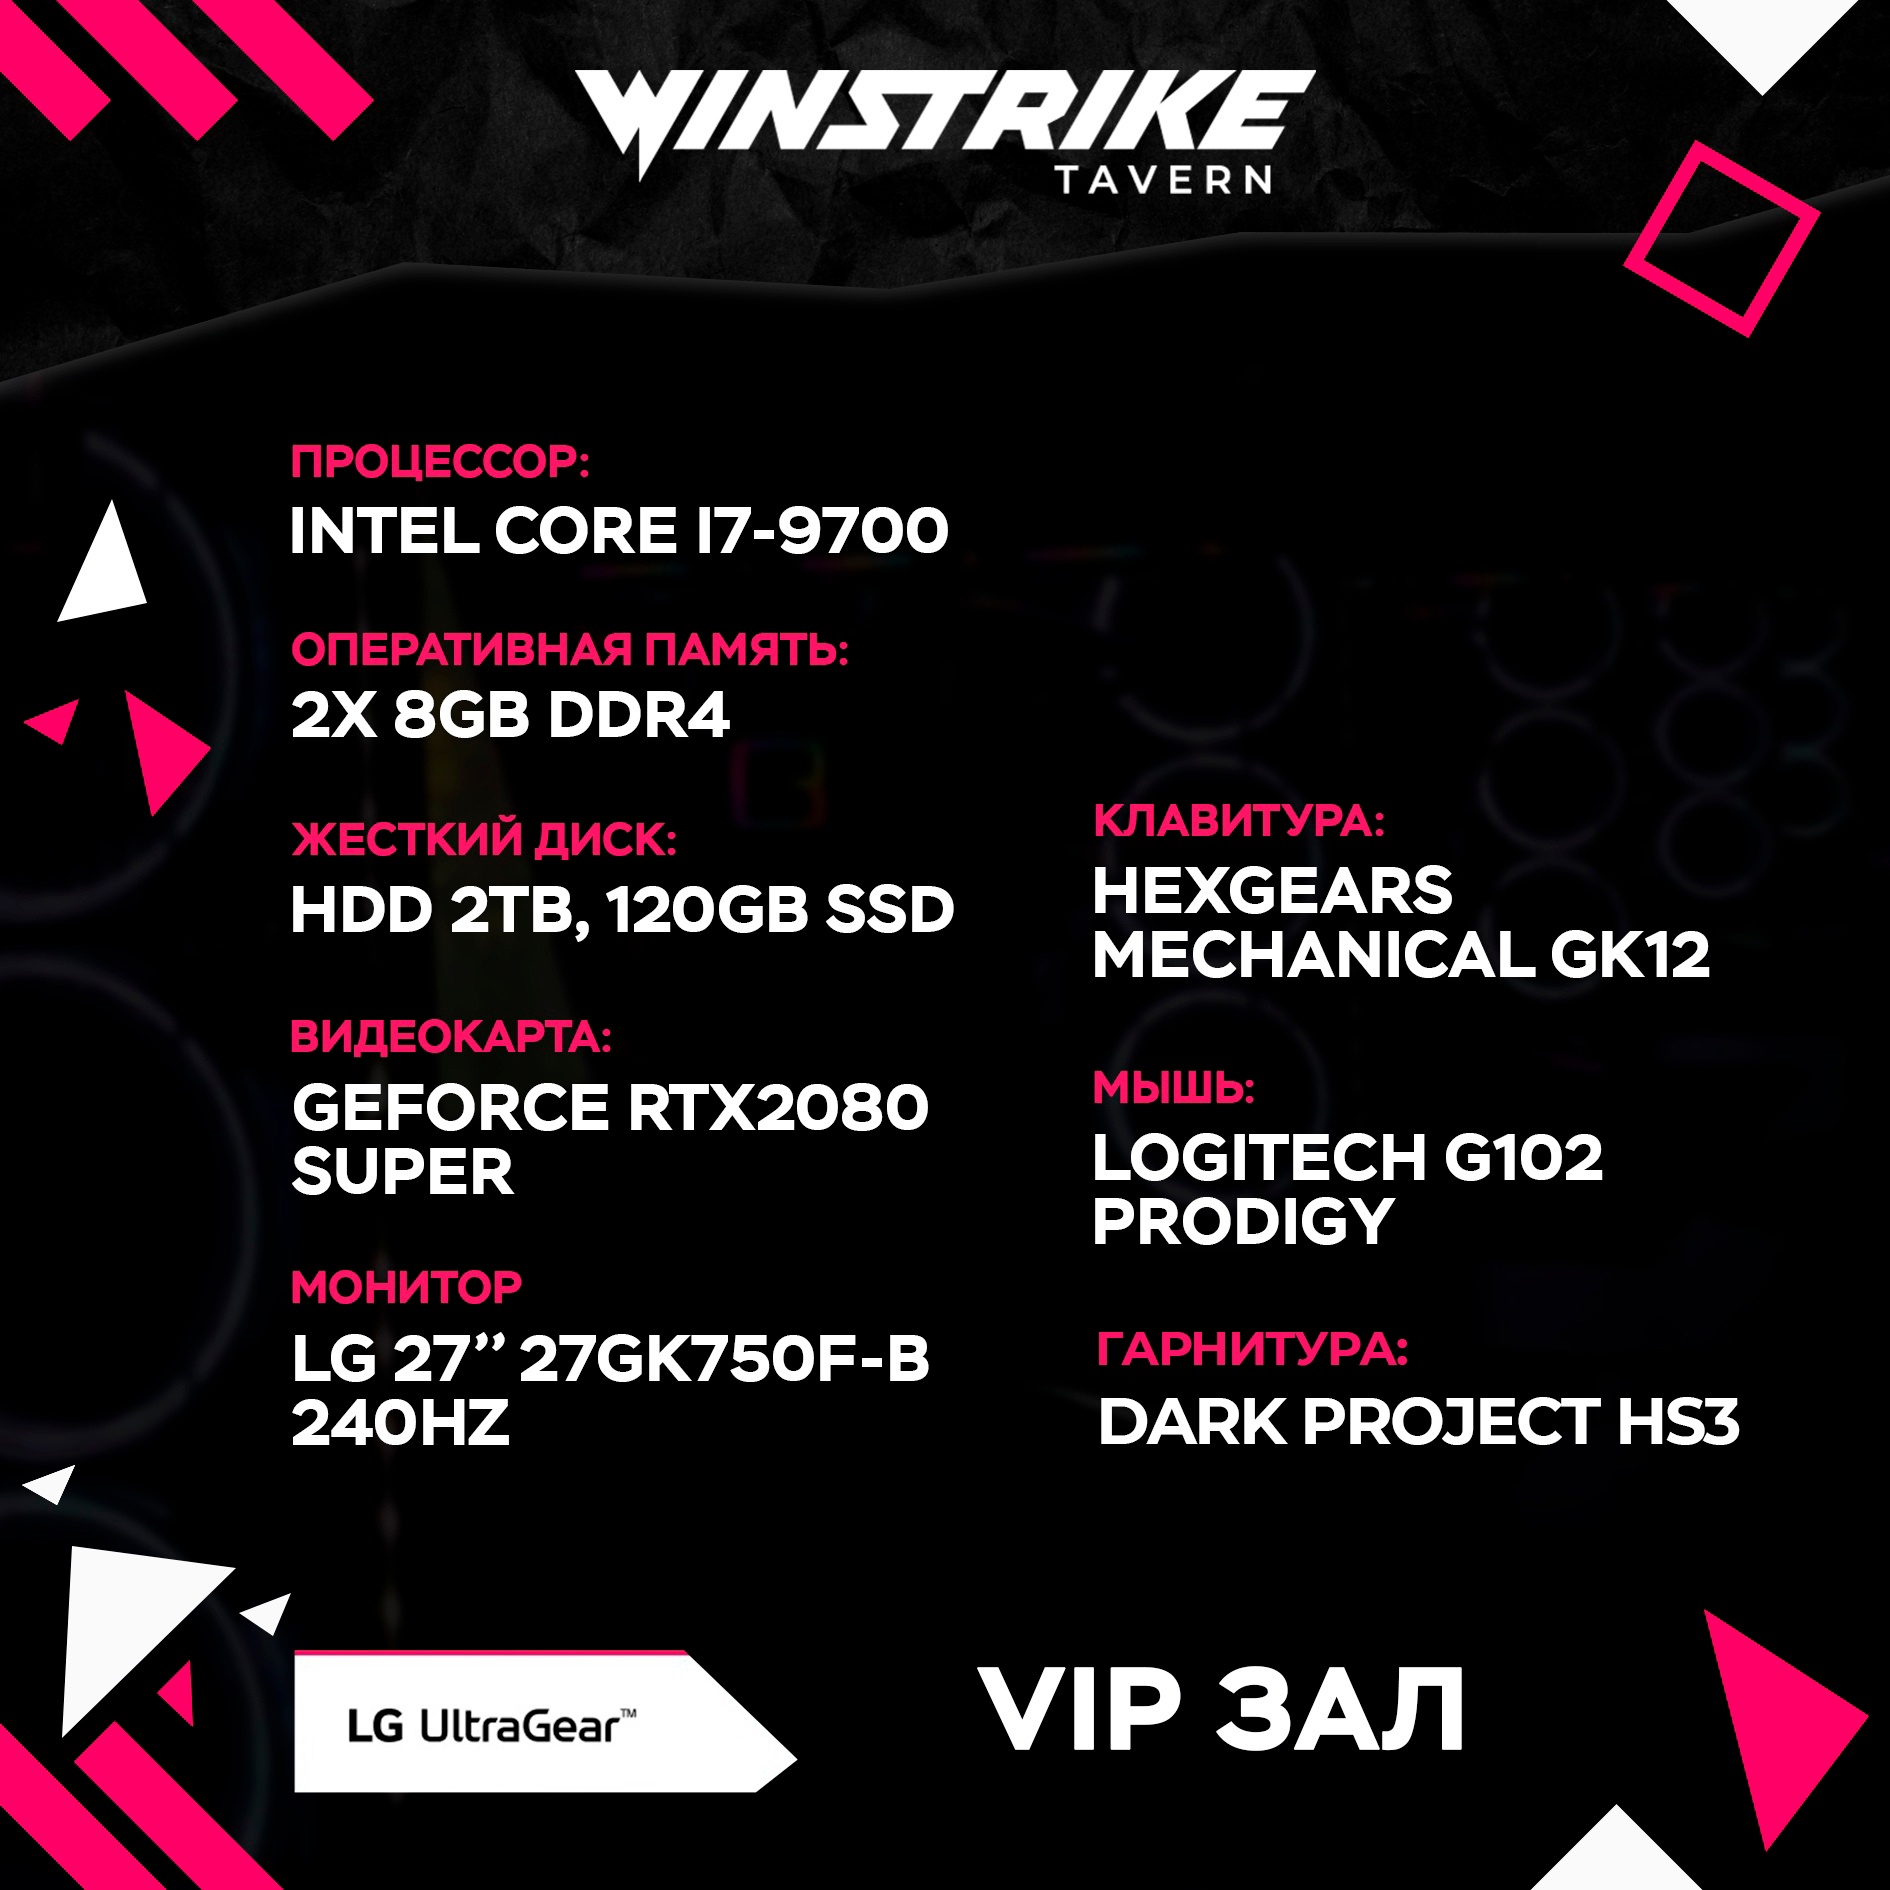 WINSTRIKE
TAVERN
ПРОЦЕССОР:
INTEL CORE I7-9700
ОПЕРАТИВНАЯ ПАМЯТЬ:
2X 8GB DDR4
ЖЕСТКИЙ ДИСК:
HDD 2TB, 120GB SSD
ВИДЕОКАРТА:
GEFORCE RTX2080
SUPER
МОНИТОР
LG 27’’ 27GK750F-B
240HZ
КЛАВИТУРА:
HEXGEARS
MECHANICAL GK12
МЫШЬ:
LOGITECH G102
PRODIGY
ГАРНИТУРА:
DARK PROJECT HS3
LG UltraGear™
VIP ЗАЛ